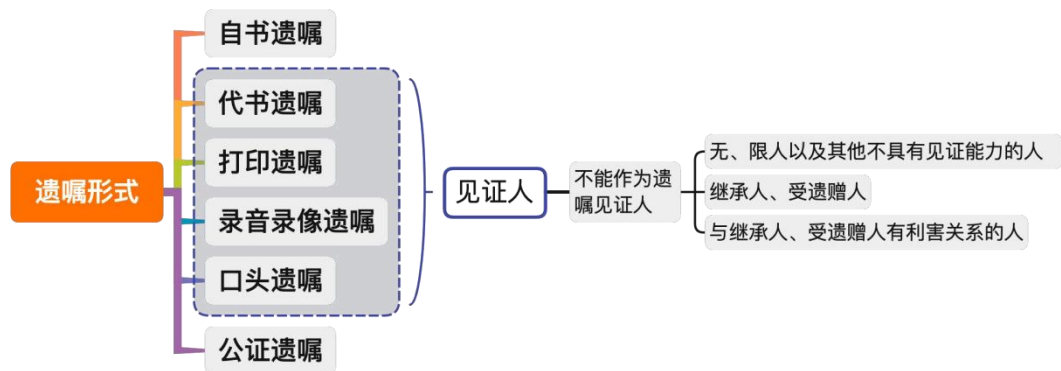 遗嘱形式
自书遗嘱
代书遗嘱
打印遗嘱
录音录像遗嘱
口头遗嘱
公证遗嘱
见证人
不能作为遗
嘱见证人
无、限人以及其他不具有见证能力的人
继承人、受遗赠人
与继承人、受遗赠人有利害关系的人